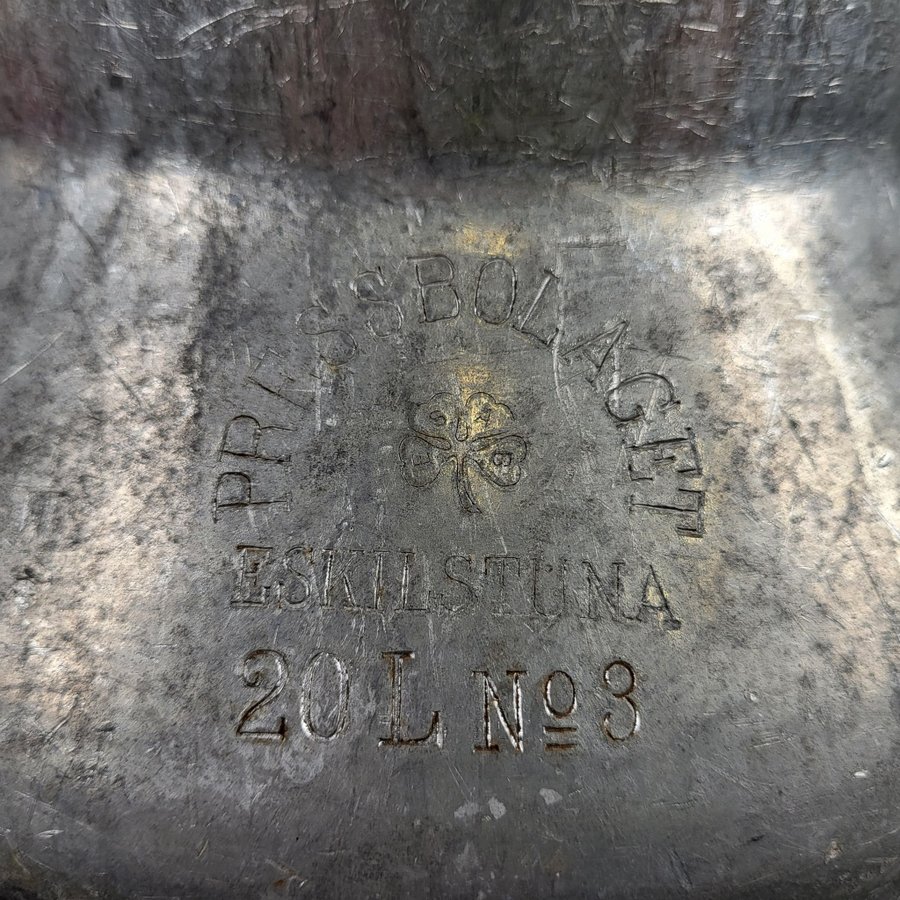 PRESSBOLAGET
ESKILSTUNA
20 L No 3